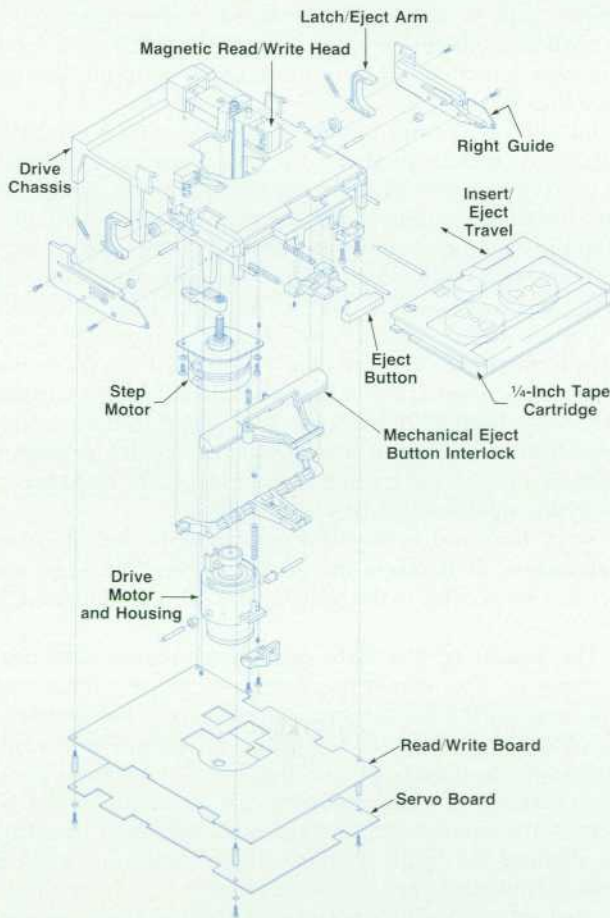 Latch/Eject Arm
Magnetic Read/Write Head
Right Guide
Drive
Chassis
Insert/
Eject
Travel
Eject
Button
Step
Motor
¼-Inch Tape
Cartridge
Mechanical Eject
Button Interlock
Drive
Motor
and Housing
Read/Write Board
Servo Board